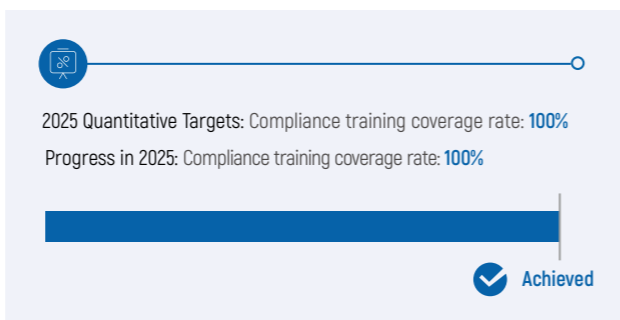 2025 Quantitative Targets: Compliance training coverage rate: 100%
Progress in 2025: Compliance training coverage rate: 100%
Achieved